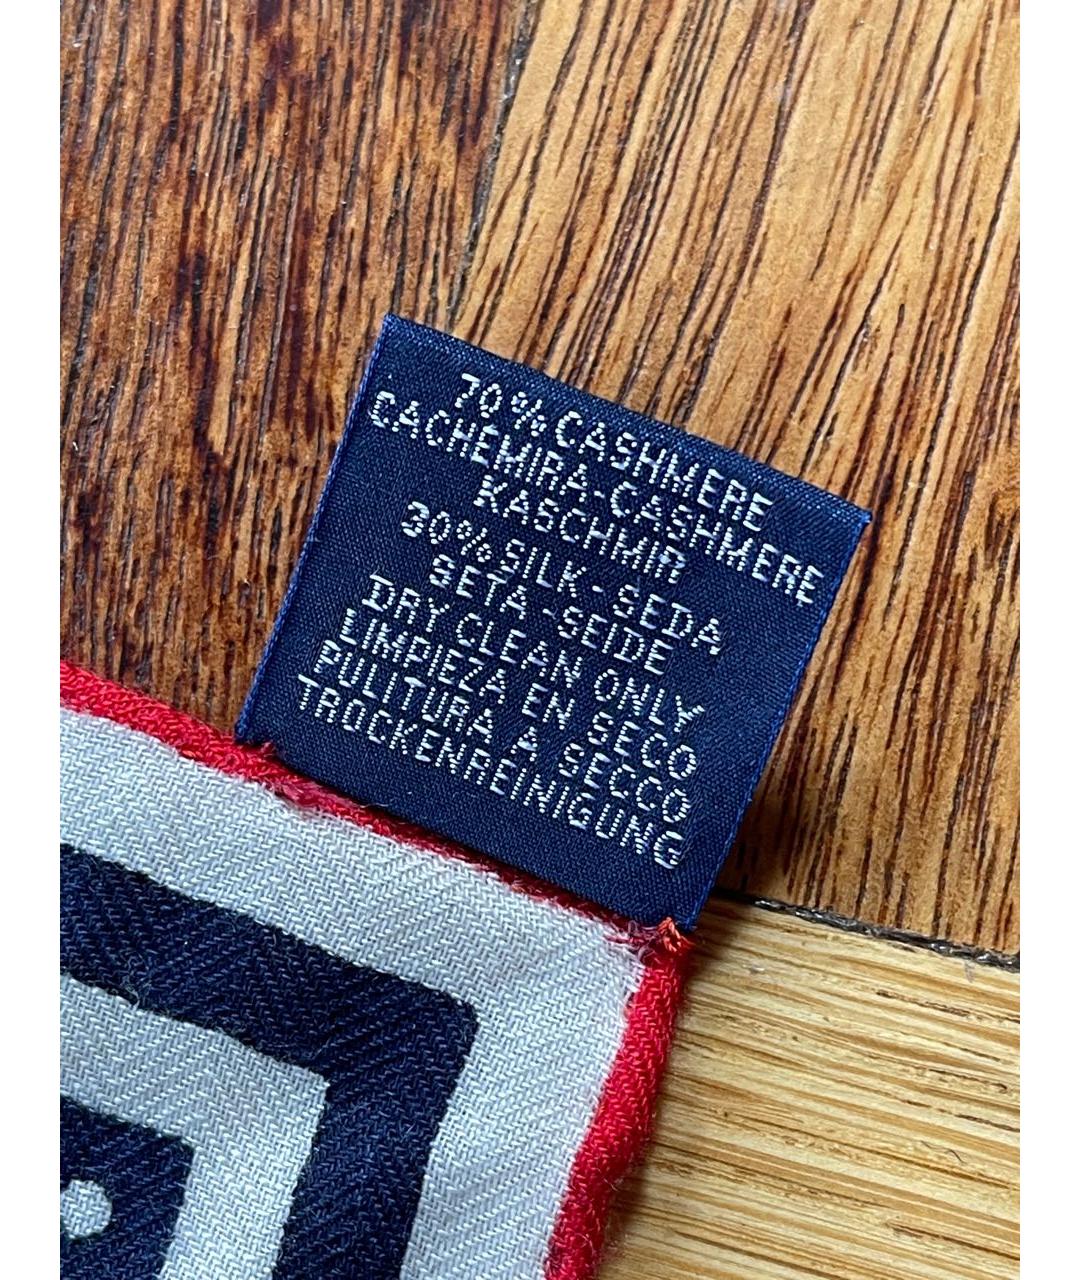 70% CASHMERE
CACHEMIRA-CASHMERE
KASCHMIR
30% SILK - SEDA
SETA - SEIDE
DRY CLEAN ONLY
LIMPIEZA EN SECO
PULITURA A SECCO
TROCKENREINIGUNG